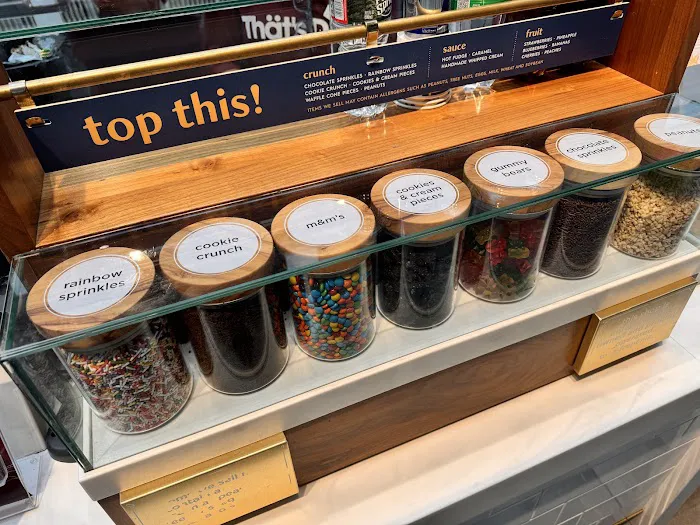 Thäts
top this!
crunch
CHOCOLATE SPRINKLES · RAINBOW SPRINKLES
COOKIE CRUNCH · COOKIES & CREAM PIECES
WAFFLE CONE PIECES · PEANUTS
sauce
HOT FUDGE · CARAMEL
HANDMADE WHIPPED CREAM
fruit
STRAWBERRIES · PINEAPPLE
BLUEBERRIES · BANANAS
CHERRIES · PEACHES
ITEMS WE SELL MAY CONTAIN ALLERGENS SUCH AS PEANUTS, TREE NUTS, EGGS, MILK, WHEAT AND SOYBEAN
rainbow
sprinkles
cookie
crunch
m&m's
cookies
& cream
pieces
gummy
bears
chocolate
sprinkles
peanuts